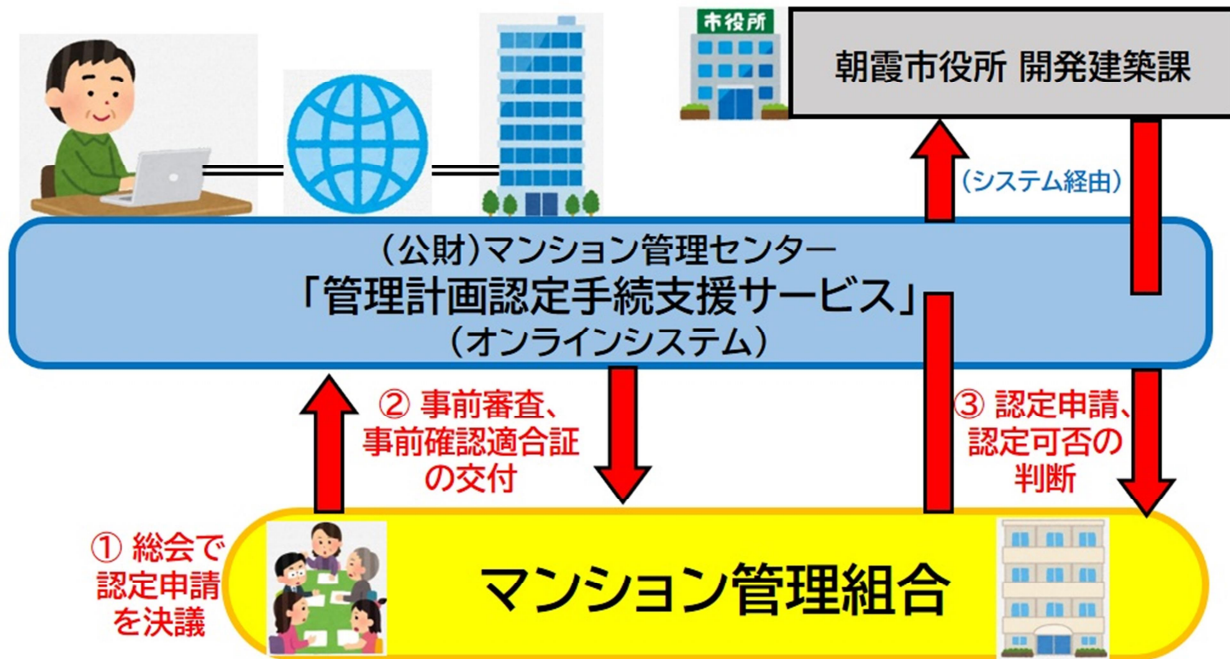 市役所
朝霞市役所 開発建築課
(システム経由)
(公財)マンション管理センター
「管理計画認定手続支援サービス」
(オンラインシステム)
② 事前審査、
事前確認適合証
の交付
③ 認定申請、
認定可否の
判断
① 総会で
認定申請
を決議
マンション管理組合